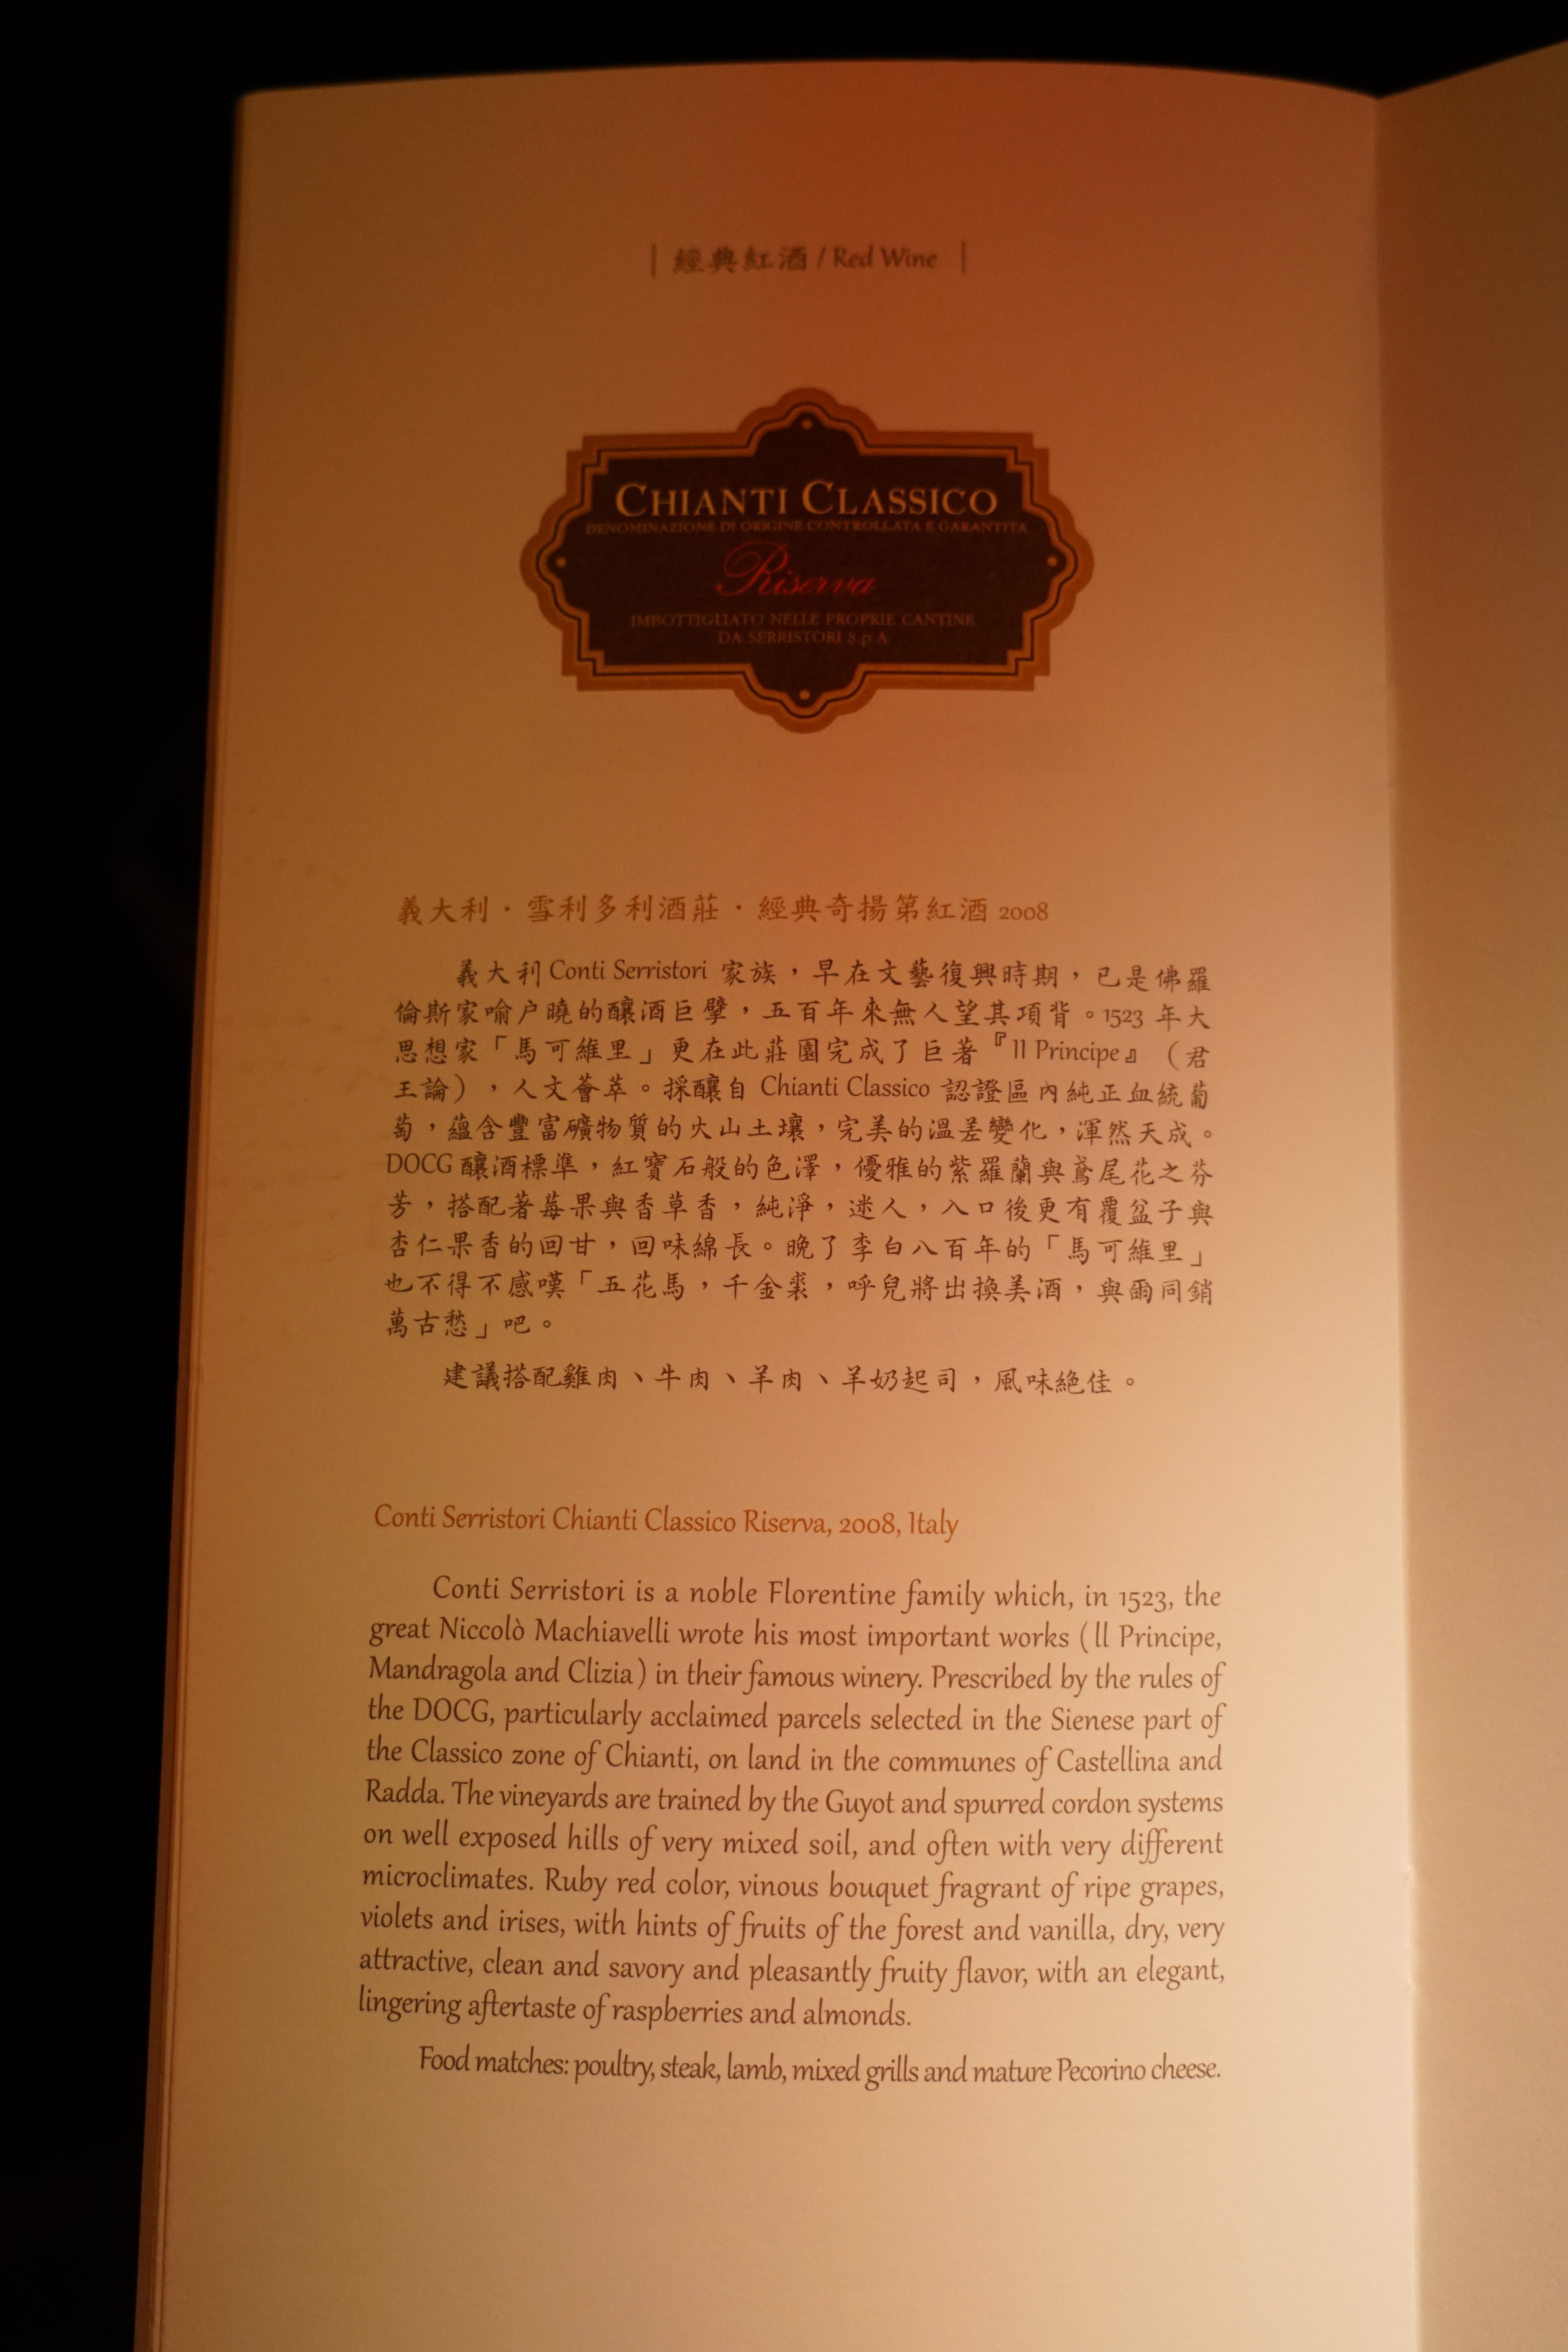 | 經典紅酒 / Red Wine |
CHIANTI CLASSICO
DENOMINAZIONE DI ORIGINE CONTROLLATA E GARANTITA
Riserva
IMBOTTIGLIATO NELLE PROPRIE CANTINE
DA SERRISTORI S.p.A
義大利・雪利多利酒莊・經典奇揚第紅酒 2008
義大利 Conti Serristori 家族，早在文藝復興時期，已是佛羅
倫斯家喻户曉的釀酒巨擘，五百年來無人望其項背。1523 年大
思想家「馬可維里」更在此莊園完成了巨著『Il Principe』（君
王論），人文薈萃。採釀自 Chianti Classico 認證區內純正血統葡
萄，蘊含豐富礦物質的火山土壤，完美的溫差變化，渾然天成。
DOCG 釀酒標準，紅寶石般的色澤，優雅的紫羅蘭與鳶尾花之芬
芳，搭配著莓果與香草香，純淨，迷人，入口後更有覆盆子與
杏仁果香的回甘，回味綿長。晚了李白八百年的「馬可維里」
也不得不感嘆「五花馬，千金裘，呼兒將出換美酒，與爾同銷
萬古愁」吧。
建議搭配雞肉、牛肉、羊肉、羊奶起司，風味絕佳。
Conti Serristori Chianti Classico Riserva, 2008, Italy
Conti Serristori is a noble Florentine family which, in 1523, the
great Niccolò Machiavelli wrote his most important works (Il Principe,
Mandragola and Clizia) in their famous winery. Prescribed by the rules of
the DOCG, particularly acclaimed parcels selected in the Sienese part of
the Classico zone of Chianti, on land in the communes of Castellina and
Radda. The vineyards are trained by the Guyot and spurred cordon systems
on well exposed hills of very mixed soil, and often with very different
microclimates. Ruby red color, vinous bouquet fragrant of ripe grapes,
violets and irises, with hints of fruits of the forest and vanilla, dry, very
attractive, clean and savory and pleasantly fruity flavor, with an elegant,
lingering aftertaste of raspberries and almonds.
Food matches: poultry, steak, lamb, mixed grills and mature Pecorino cheese.